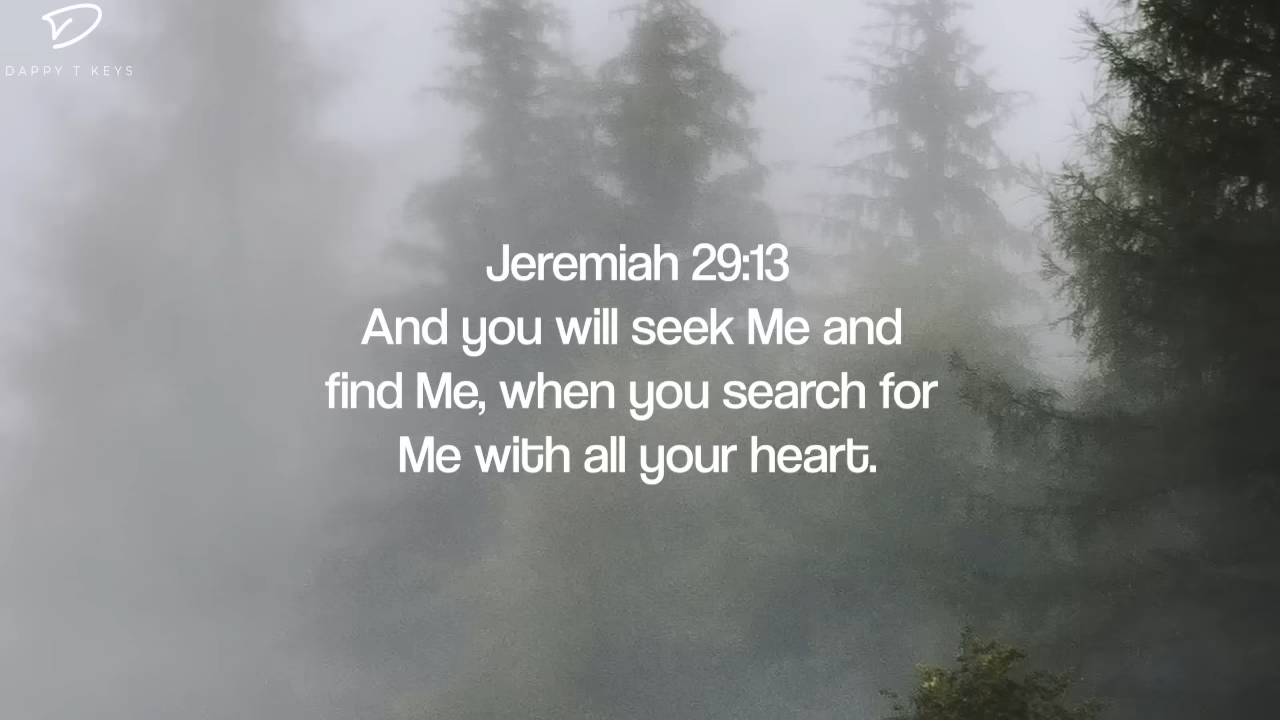 DAPPY T KEYS
Jeremiah 29:13
And you will seek Me and
find Me, when you search for
Me with all your heart.